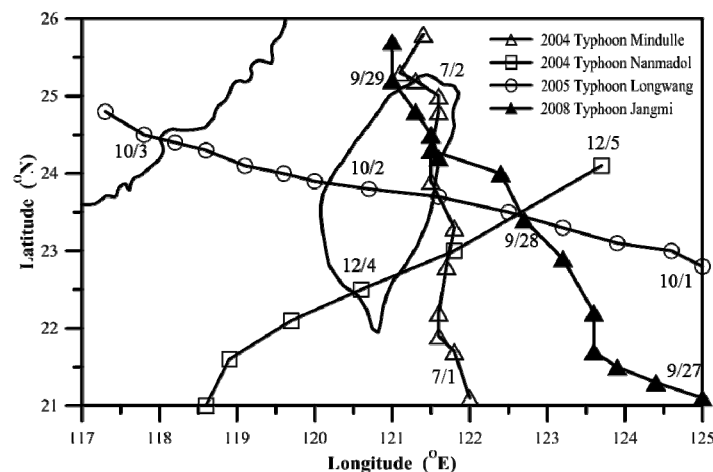 26
25
24
23
22
21
Latitude (°N)
2004 Typhoon Mindulle
2004 Typhoon Nanmadol
2005 Typhoon Longwang
2008 Typhoon Jangmi
7/2
9/29
12/5
10/3
10/2
9/28
12/4
10/1
7/1
9/27
117 118 119 120 121 122 123 124 125
Longitude (°E)